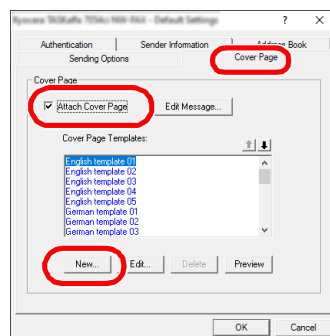 Kyocera TASKalfa 7054ci NW-FAX - Default Settings
Authentication
Sender Information
Address Book
Sending Options
Cover Page
Cover Page
Attach Cover Page
Edit Message...
Cover Page Templates:
English template 01
English template 02
English template 03
English template 04
English template 05
German template 01
German template 02
German template 03
New...
Edit...
Delete
Preview
OK
Cancel